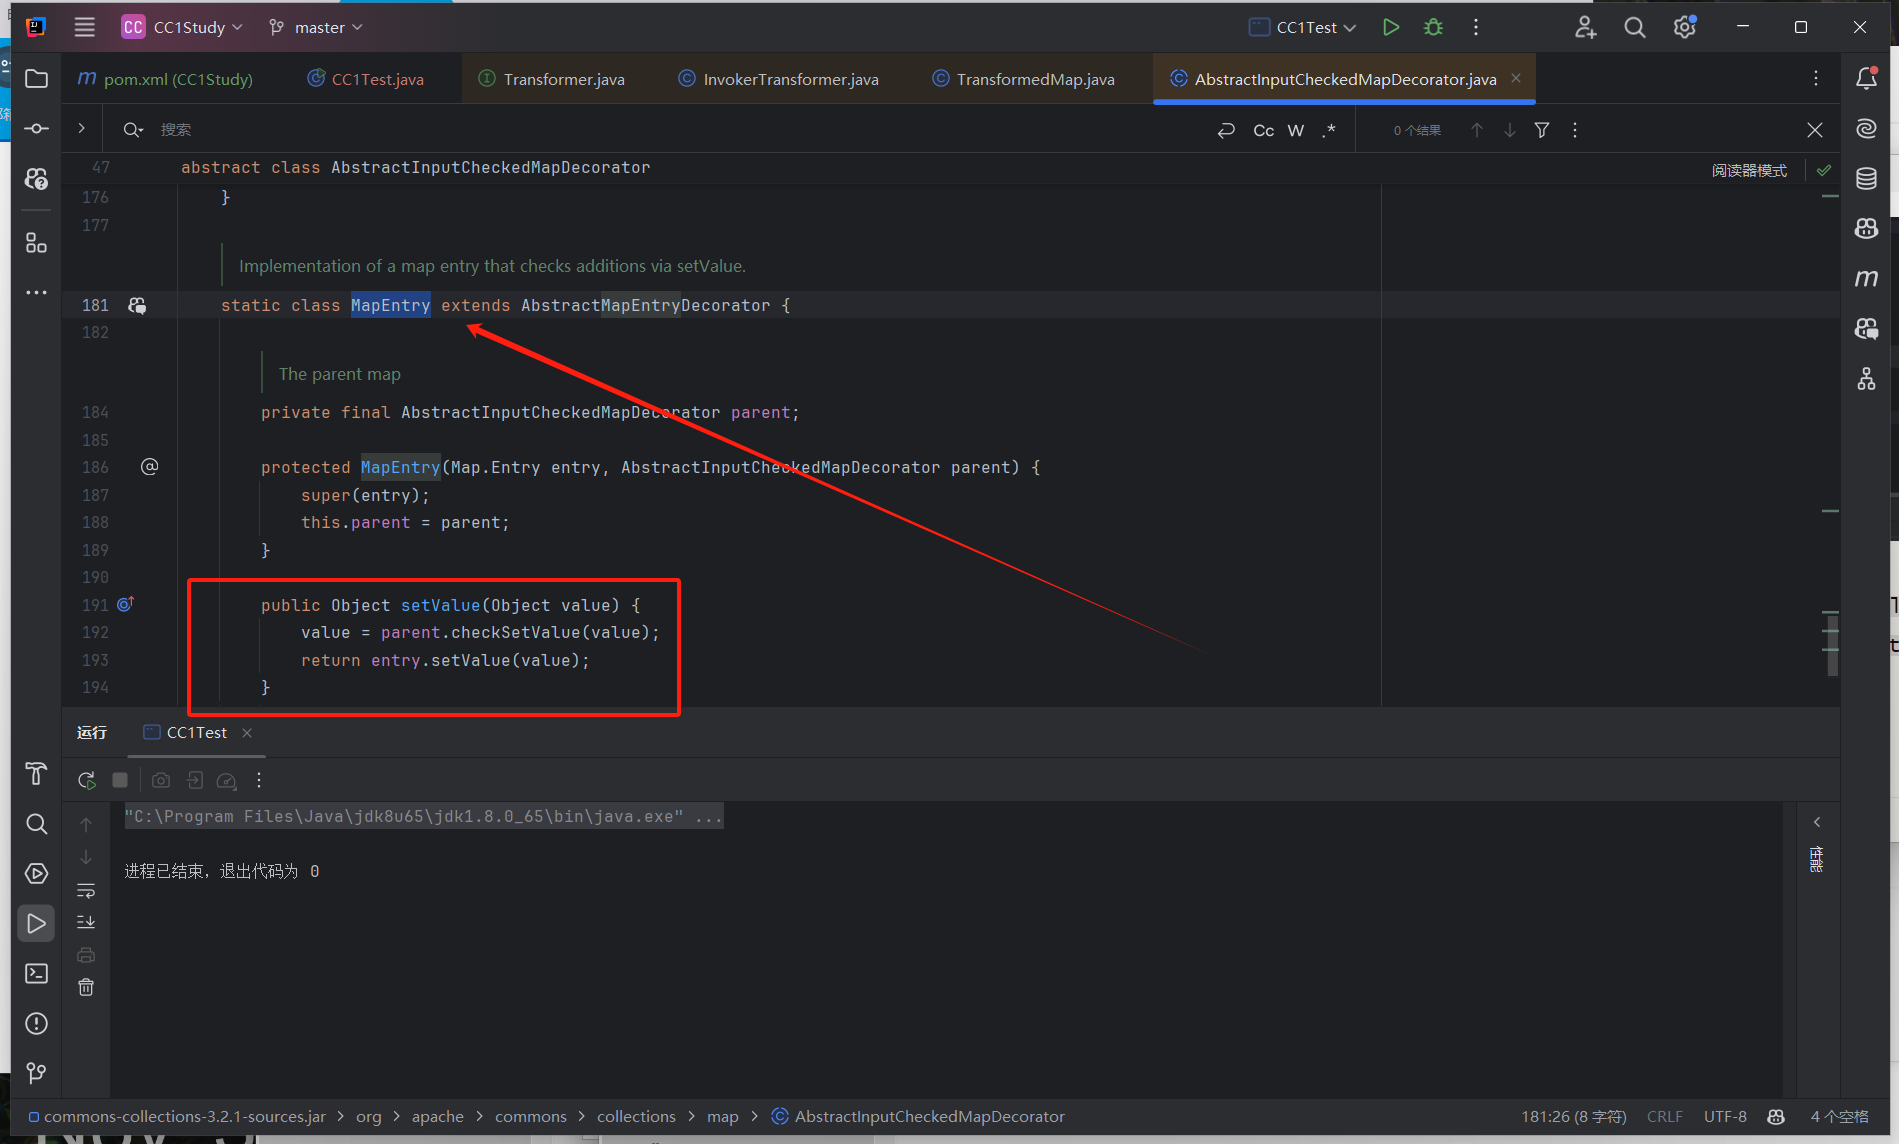 CC CC1Study master CC1Test
pom.xml (CC1Study) CC1Test.java Transformer.java InvokerTransformer.java TransformedMap.java AbstractInputCheckedMapDecorator.java
搜索 Cc W .* 0 个结果
47 abstract class AbstractInputCheckedMapDecorator 阅读器模式
176 }
177
Implementation of a map entry that checks additions via setValue.
181 static class MapEntry extends AbstractMapEntryDecorator {
182
The parent map
184 private final AbstractInputCheckedMapDecorator parent;
185
186 protected MapEntry(Map.Entry entry, AbstractInputCheckedMapDecorator parent) {
187 super(entry);
188 this.parent = parent;
189 }
190
191 public Object setValue(Object value) {
192 value = parent.checkSetValue(value);
193 return entry.setValue(value);
194 }
运行 CC1Test
"C:\Program Files\Java\jdk8u65\jdk1.8.0_65\bin\java.exe" ...
进程已结束，退出代码为 0
性能
commons-collections-3.2.1-sources.jar > org > apache > commons > collections > map > AbstractInputCheckedMapDecorator 181:26 (8 字符) CRLF UTF-8 4 个空格